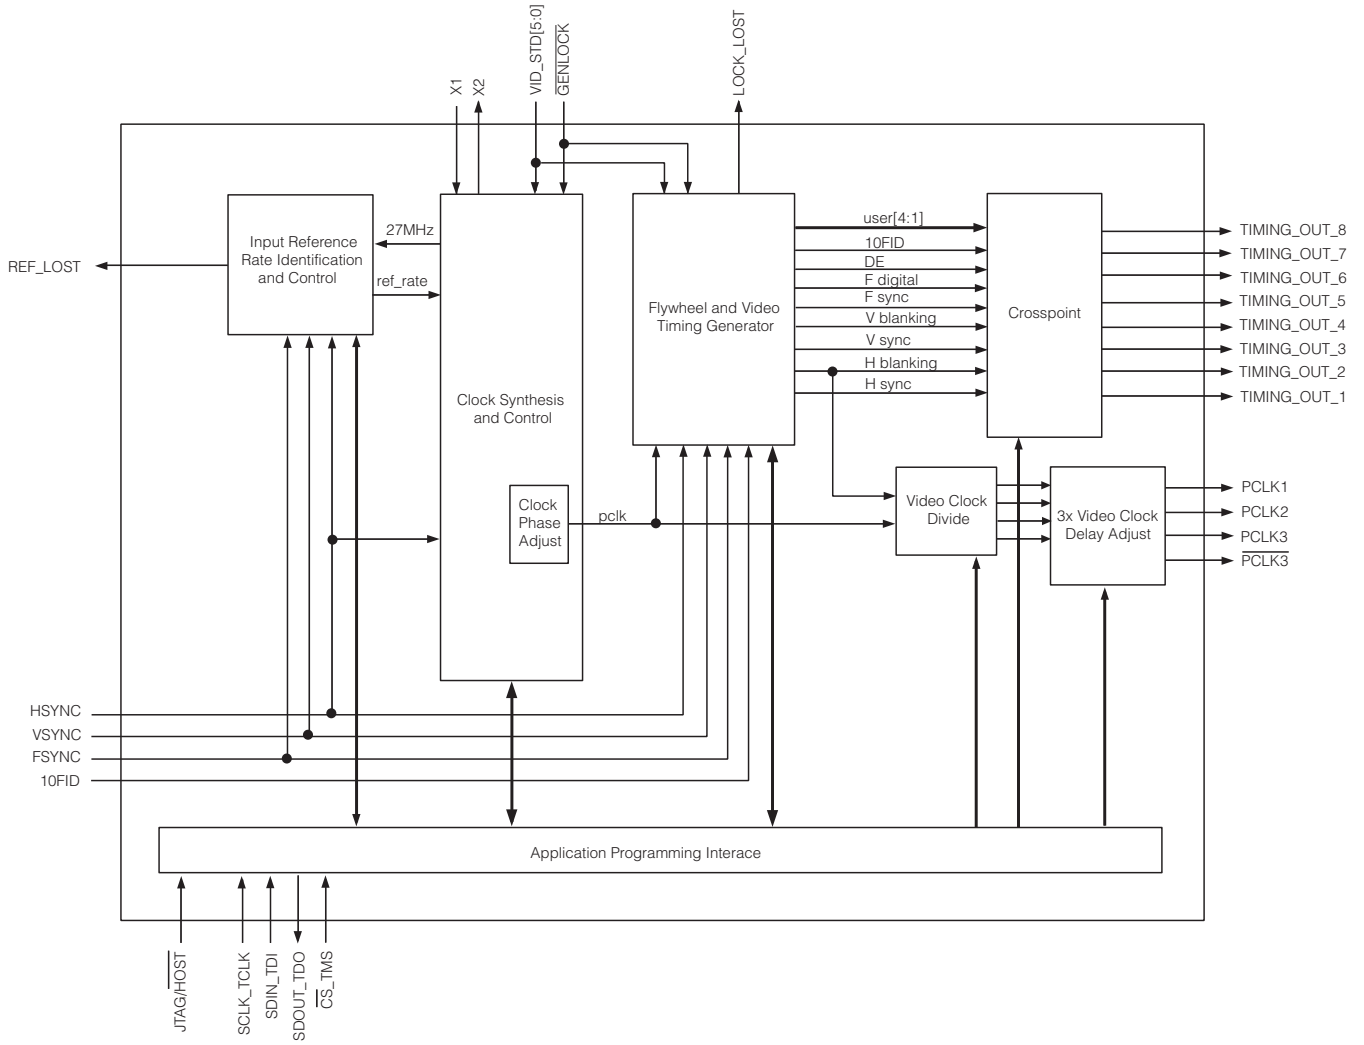 X1
X2
VID_STD[5:0]
GENLOCK
LOCK_LOST
REF_LOST
Input Reference
Rate Identification
and Control
27MHz
ref_rate
Clock Synthesis
and Control
Clock
Phase
Adjust
pclk
Flywheel and Video
Timing Generator
user[4:1]
10FID
DE
F digital
F sync
V blanking
V sync
H blanking
H sync
Crosspoint
TIMING_OUT_8
TIMING_OUT_7
TIMING_OUT_6
TIMING_OUT_5
TIMING_OUT_4
TIMING_OUT_3
TIMING_OUT_2
TIMING_OUT_1
Video Clock
Divide
3x Video Clock
Delay Adjust
PCLK1
PCLK2
PCLK3
PCLK3
HSYNC
VSYNC
FSYNC
10FID
Application Programming Interace
JTAG/HOST
SCLK_TCLK
SDIN_TDI
SDOUT_TDO
CS_TMS